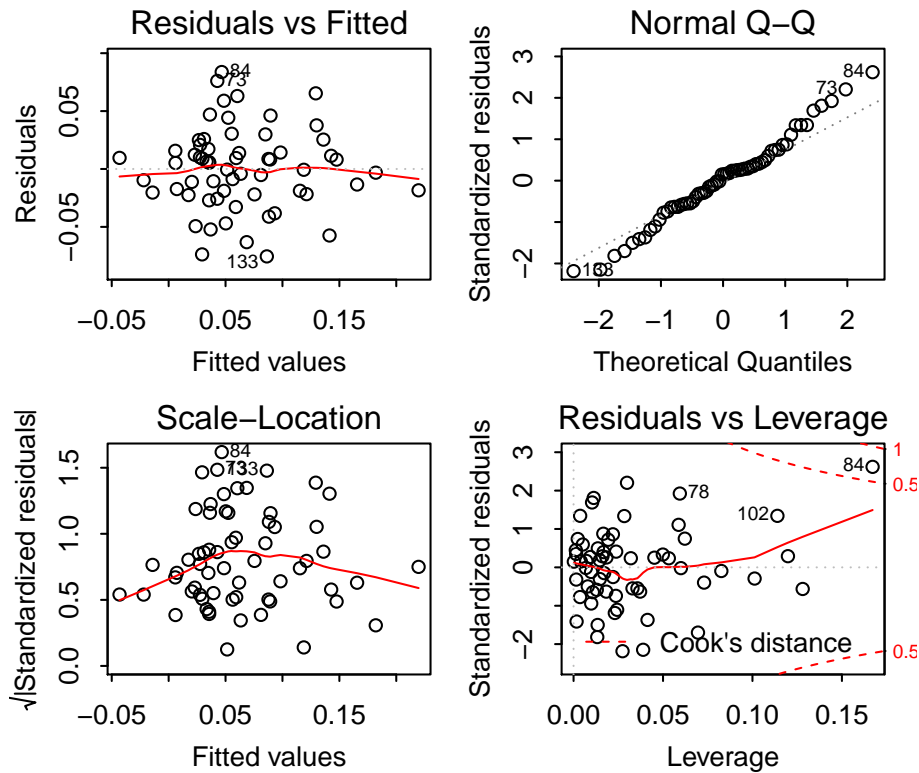 Residuals vs Fitted
Residuals
0.05
−0.05
84
73
133
−0.05 0.05 0.15
Fitted values
Normal Q−Q
Standardized residuals
3
2
1
0
−2
84
73
133
−2 −1 0 1 2
Theoretical Quantiles
Scale−Location
√|Standardized residuals|
1.5
1.0
0.5
0.0
84
73
133
−0.05 0.05 0.15
Fitted values
Residuals vs Leverage
Standardized residuals
3
2
1
0
−2
84
78
102
1
0.5
0.5
Cook's distance
0.00 0.05 0.10 0.15
Leverage